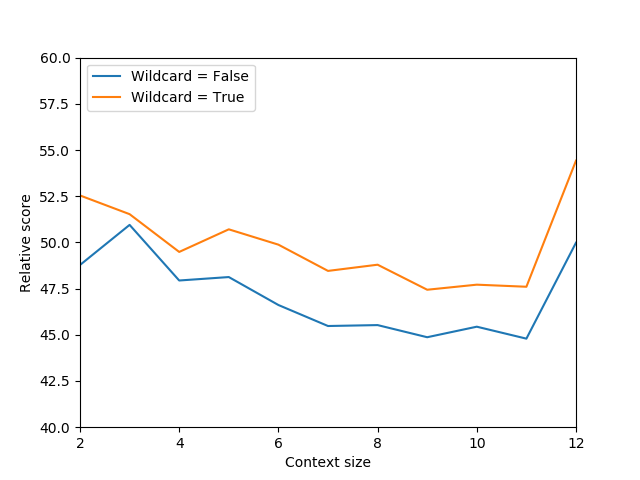 Wildcard = False
Wildcard = True
60.0
57.5
55.0
52.5
50.0
47.5
45.0
42.5
40.0
Relative score
2 4 6 8 10 12
Context size